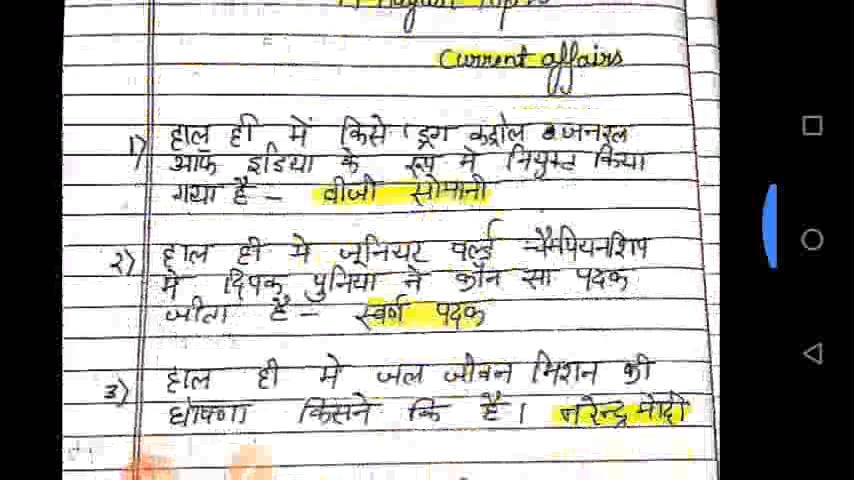 Current affairs
1) हाल ही में किसे ड्रग कंट्रोल जनरल
ऑफ इंडिया के रूप मे नियुक्त किया
गया है - वीजी सोमानी
2) हाल ही मे जूनियर वर्ल्ड चैम्पियनशिप
मे दिपक पुनिया ने कौन सा पदक
जीता है - स्वर्ण पदक
3) हाल ही मे जल जीवन मिशन की
घोषणा किसने कि है। नरेन्द्र मोदी